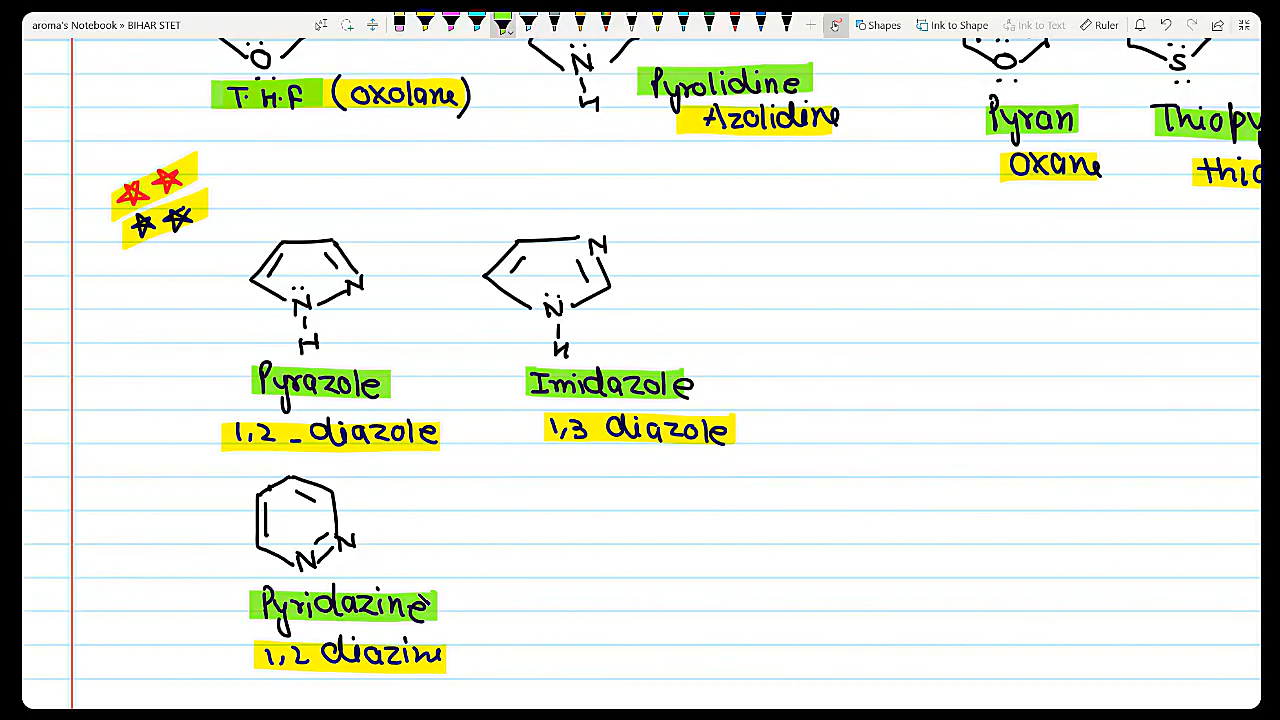 aroma's Notebook » BIHAR STET
Shapes
Ink to Shape
Ink to Text
Ruler
O
N
H
O
S
T.H.F (oxolane)
Pyrolidine
Azolidine
Pyran
oxane
N
N
H
Pyrazole
1,2 - diazole
N
N
H
Imidazole
1,3 diazole
N
N
Pyridazine
1,2 diazine